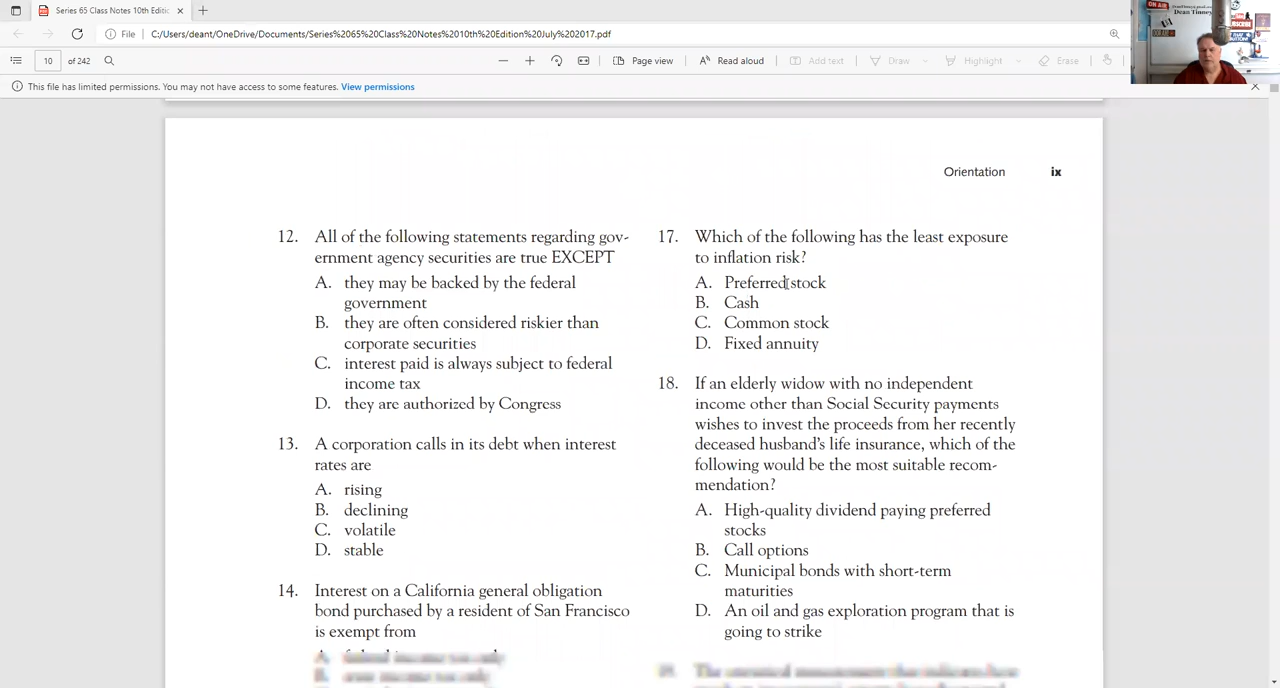 Series 65 Class Notes 10th Editic
File
C:/Users/deant/OneDrive/Documents/Series%2065%20Class%20Notes%2010th%20Edition%20July%202017.pdf
10 of 242
Page view
Read aloud
Add text
Draw
Highlight
Erase
This file has limited permissions. You may not have access to some features. View permissions
ON AIR
Dean Tinney
Orientation ix
12. All of the following statements regarding gov-
ernment agency securities are true EXCEPT
A. they may be backed by the federal
government
B. they are often considered riskier than
corporate securities
C. interest paid is always subject to federal
income tax
D. they are authorized by Congress
13. A corporation calls in its debt when interest
rates are
A. rising
B. declining
C. volatile
D. stable
14. Interest on a California general obligation
bond purchased by a resident of San Francisco
is exempt from
17. Which of the following has the least exposure
to inflation risk?
A. Preferred stock
B. Cash
C. Common stock
D. Fixed annuity
18. If an elderly widow with no independent
income other than Social Security payments
wishes to invest the proceeds from her recently
deceased husband's life insurance, which of the
following would be the most suitable recom-
mendation?
A. High-quality dividend paying preferred
stocks
B. Call options
C. Municipal bonds with short-term
maturities
D. An oil and gas exploration program that is
going to strike